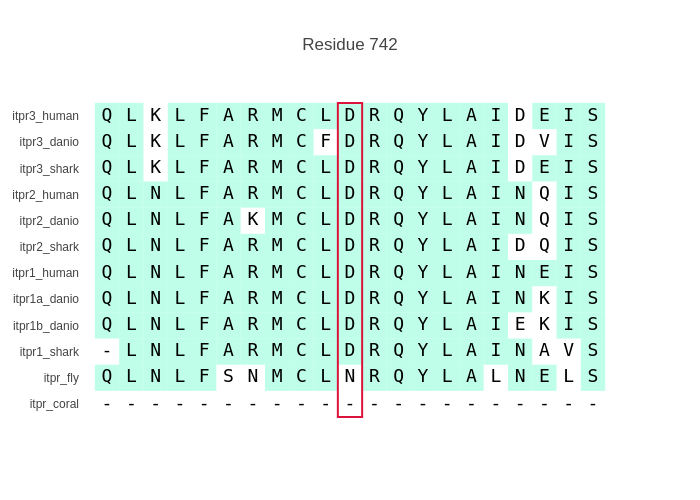 Residue 742
itpr3_human Q L K L F A R M C L D R Q Y L A I D E I S
itpr3_danio Q L K L F A R M C F D R Q Y L A I D V I S
itpr3_shark Q L K L F A R M C L D R Q Y L A I D E I S
itpr2_human Q L N L F A R M C L D R Q Y L A I N Q I S
itpr2_danio Q L N L F A K M C L D R Q Y L A I N Q I S
itpr2_shark Q L N L F A R M C L D R Q Y L A I D Q I S
itpr1_human Q L N L F A R M C L D R Q Y L A I N E I S
itpr1a_danio Q L N L F A R M C L D R Q Y L A I N K I S
itpr1b_danio Q L N L F A R M C L D R Q Y L A I E K I S
itpr1_shark - L N L F A R M C L D R Q Y L A I N A V S
itpr_fly Q L N L F S N M C L N R Q Y L A L N E L S
itpr_coral - - - - - - - - - - - - - - - - - - - - -